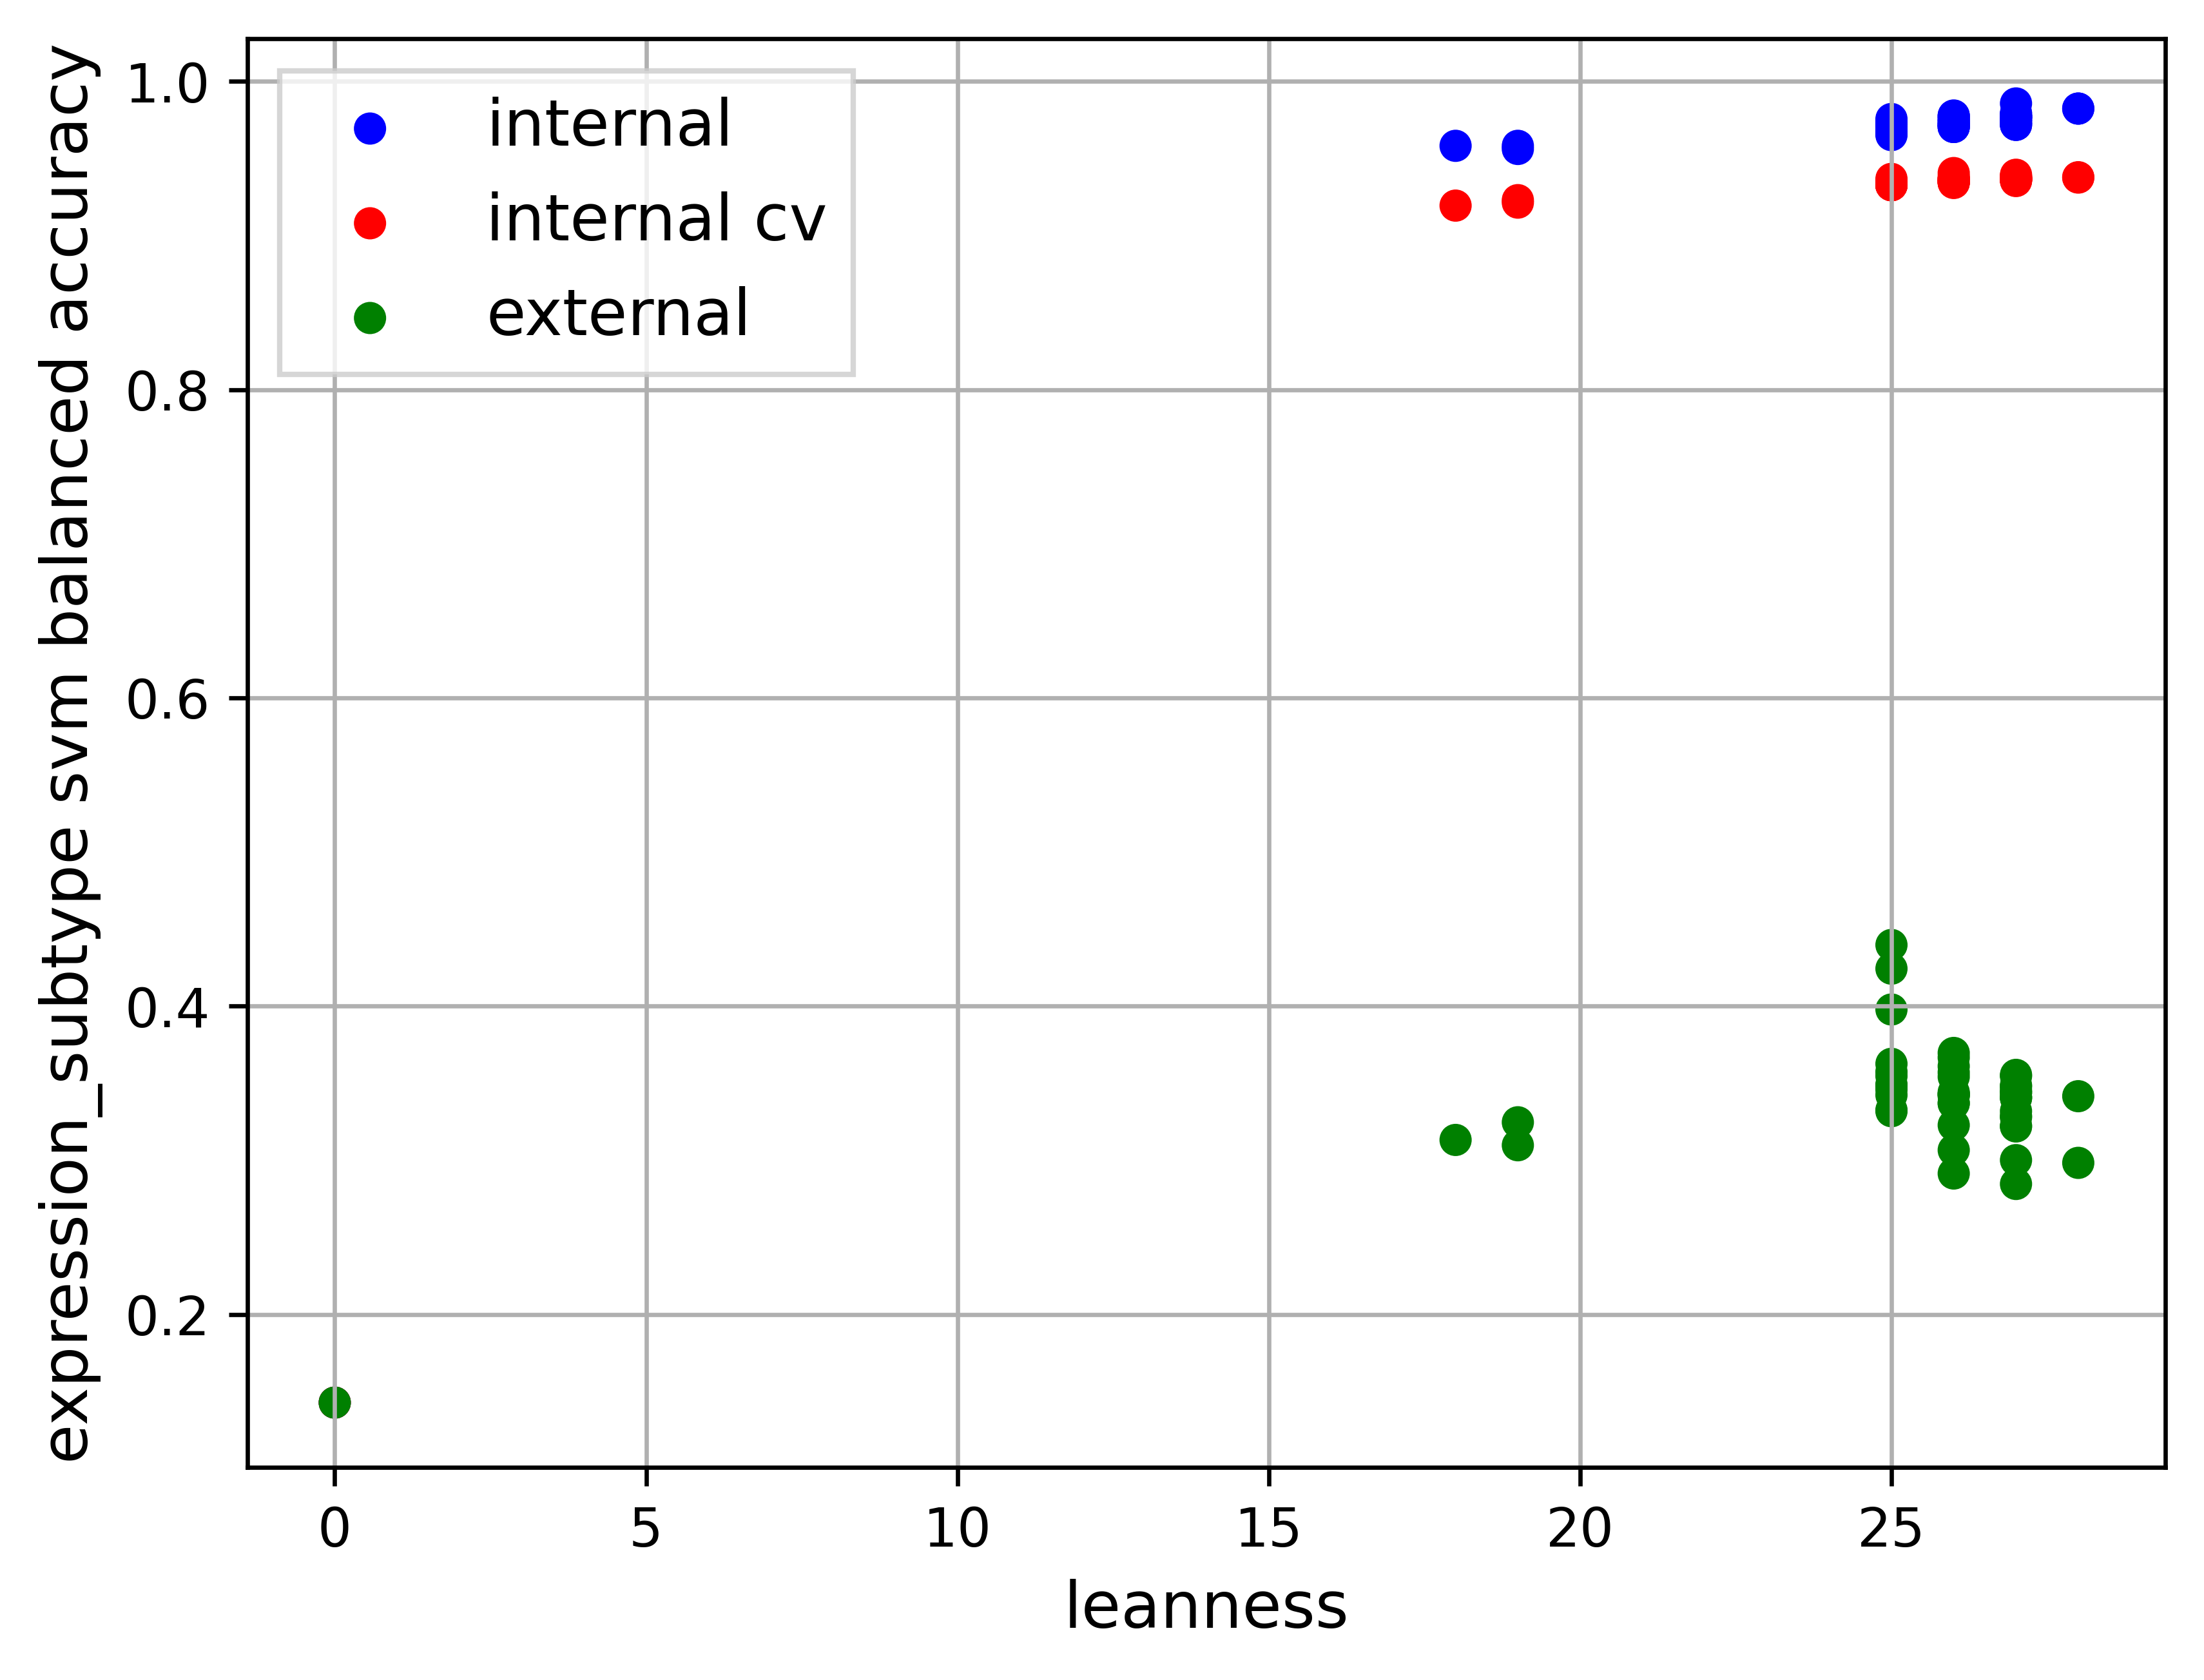 expression_subtype svm balanced accuracy
1.0
0.8
0.6
0.4
0.2
internal
internal cv
external
0 5 10 15 20 25
leanness